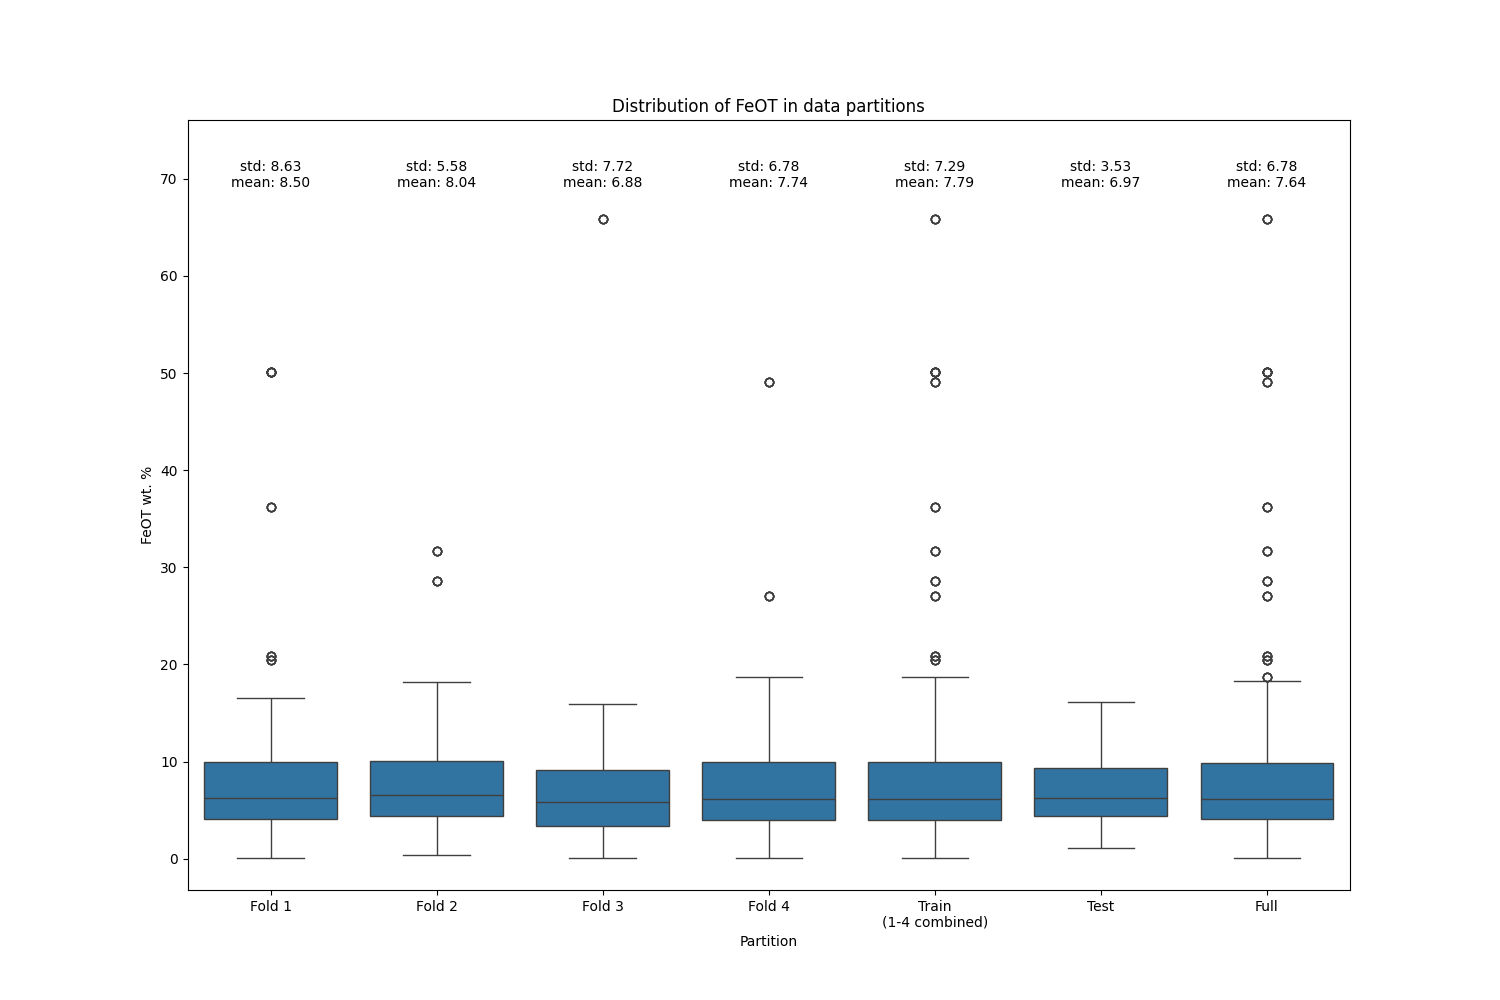 Distribution of FeOT in data partitions
std: 8.63
mean: 8.50
std: 5.58
mean: 8.04
std: 7.72
mean: 6.88
std: 6.78
mean: 7.74
std: 7.29
mean: 7.79
std: 3.53
mean: 6.97
std: 6.78
mean: 7.64
FeOT wt. %
70
60
50
40
30
20
10
0
Fold 1
Fold 2
Fold 3
Fold 4
Train
(1-4 combined)
Test
Full
Partition